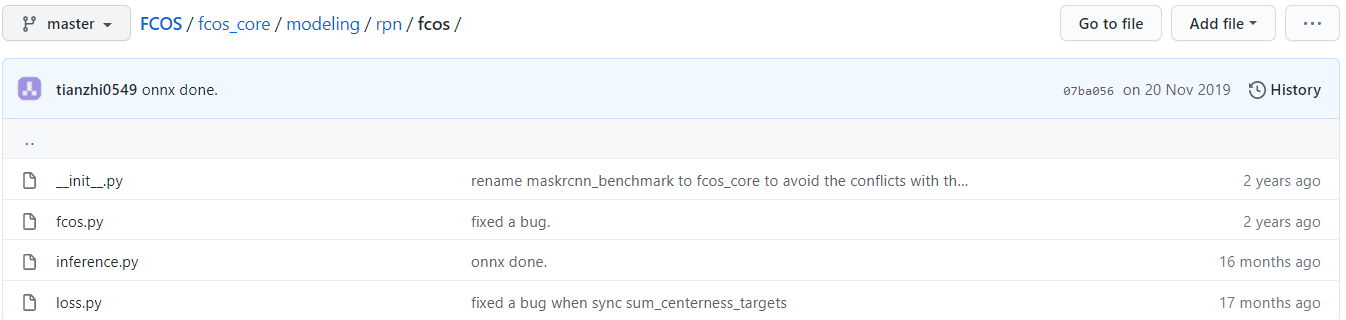 master FCOS / fcos_core / modeling / rpn / fcos / Go to file Add file ...
tianzhi0549 onnx done. 07ba056 on 20 Nov 2019 History
..
__init__.py rename maskrcnn_benchmark to fcos_core to avoid the conflicts with th... 2 years ago
fcos.py fixed a bug. 2 years ago
inference.py onnx done. 16 months ago
loss.py fixed a bug when sync sum_centerness_targets 17 months ago